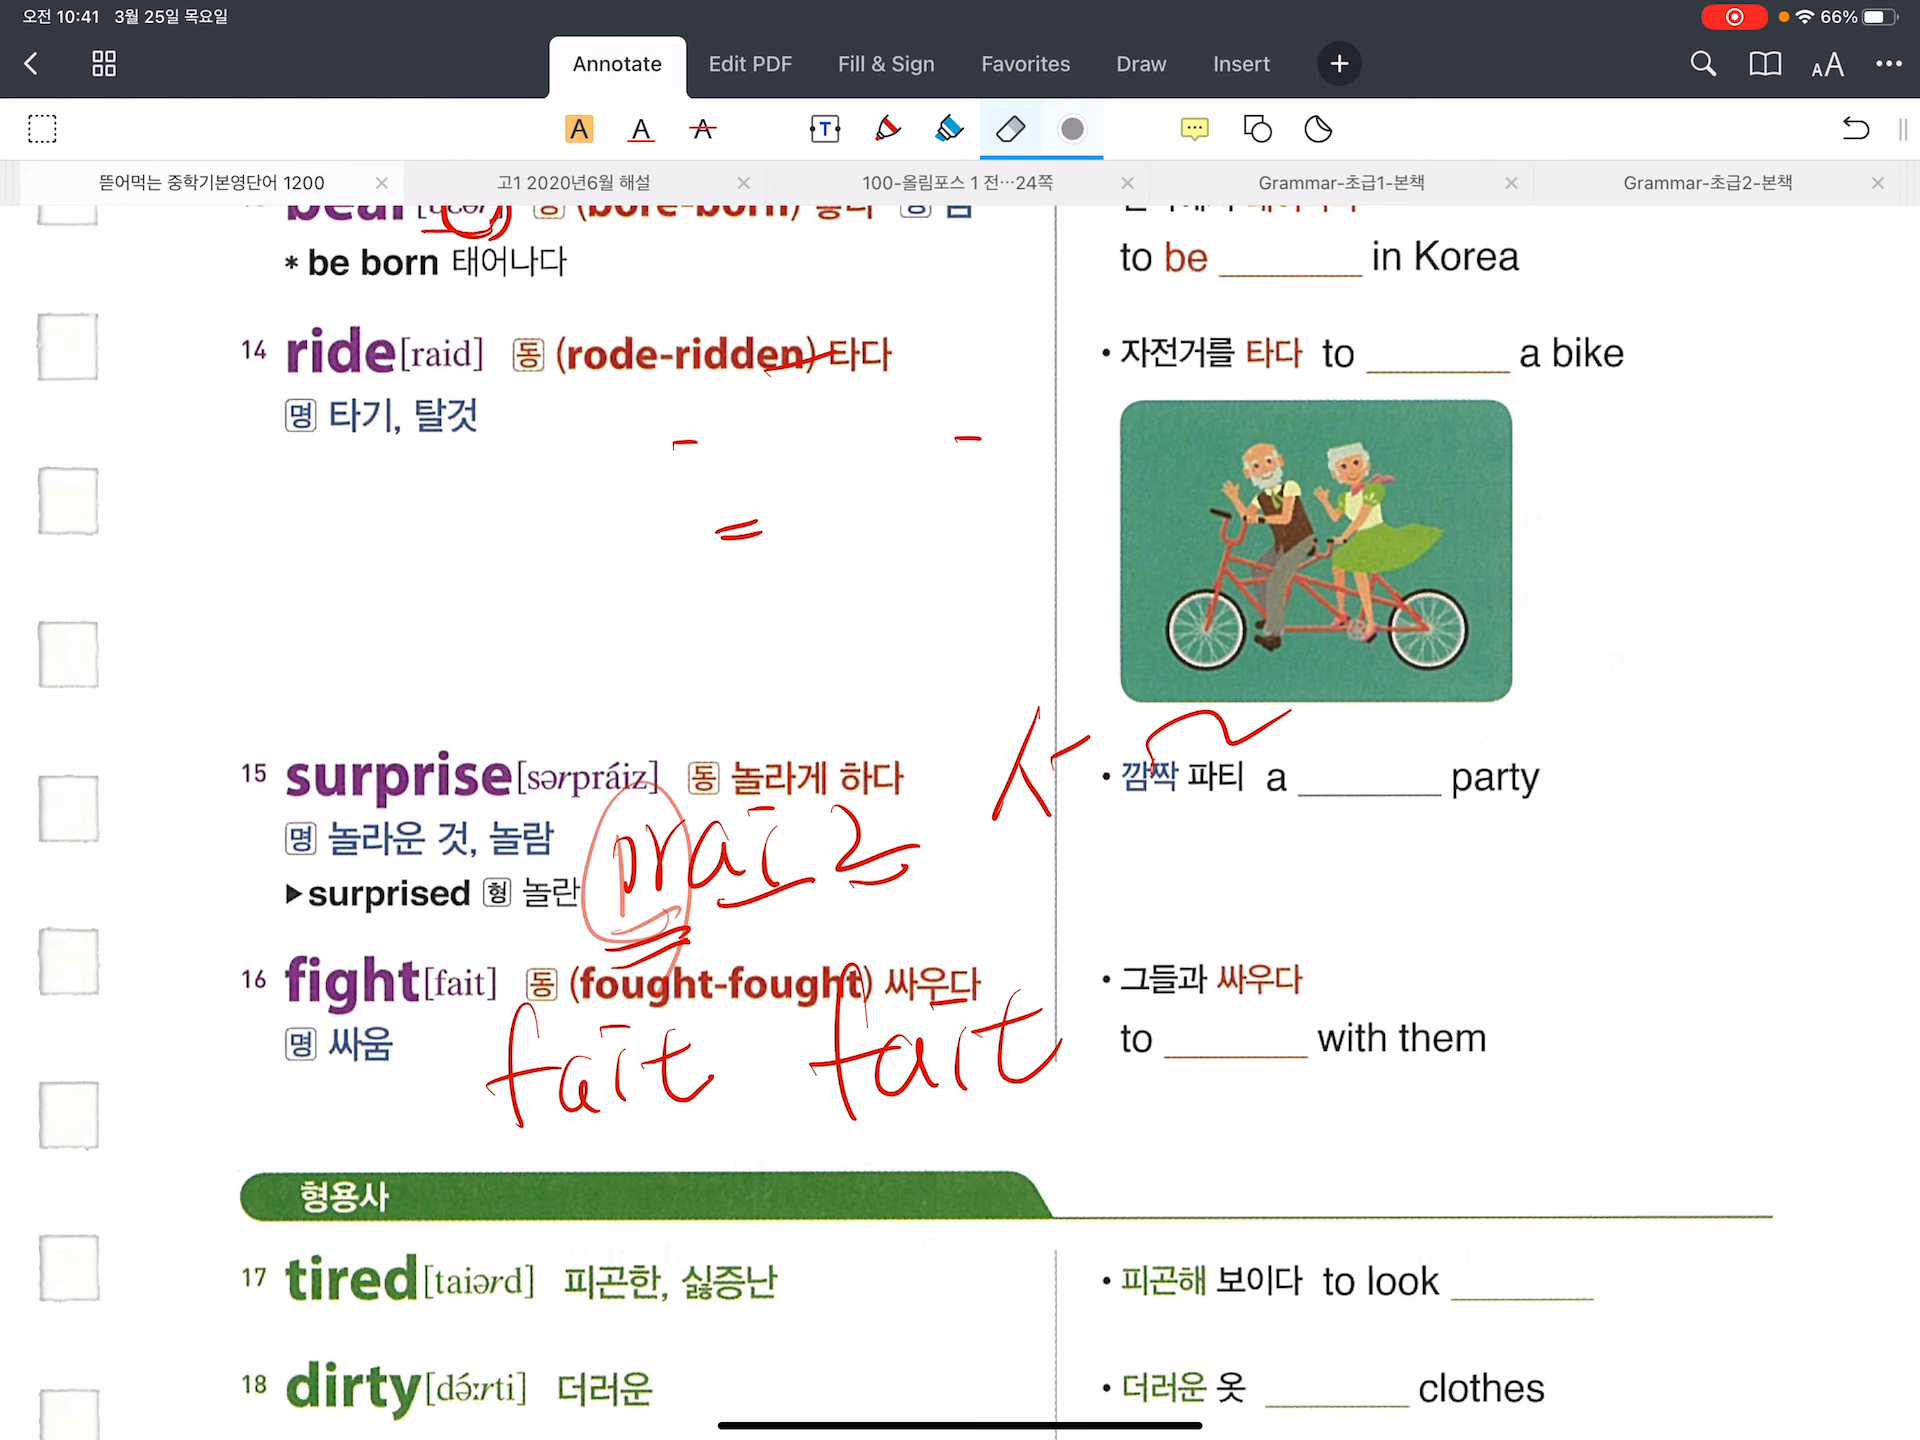 오전 10:41 3월 25일 목요일 66%
Annotate Edit PDF Fill & Sign Favorites Draw Insert
뜯어먹는 중학기본영단어 1200 고1 2020년6월 해설 100-올림포스 1 전…24쪽 Grammar-초급1-본책 Grammar-초급2-본책
* be born 태어나다
to be ________ in Korea
14 ride[raid] 동 (rode-ridden) 타다
명 타기, 탈것
• 자전거를 타다 to ________ a bike
15 surprise[sərpráiz] 동 놀라게 하다
명 놀라운 것, 놀람
▶surprised 형 놀란
praiz
• 깜짝 파티 a ________ party
16 fight[fait] 동 (fought-fought) 싸우다
명 싸움
fait fait
• 그들과 싸우다
to ________ with them
형용사
17 tired[taiərd] 피곤한, 싫증난
• 피곤해 보이다 to look ________
18 dirty[də́ːrti] 더러운
• 더러운 옷 ________ clothes